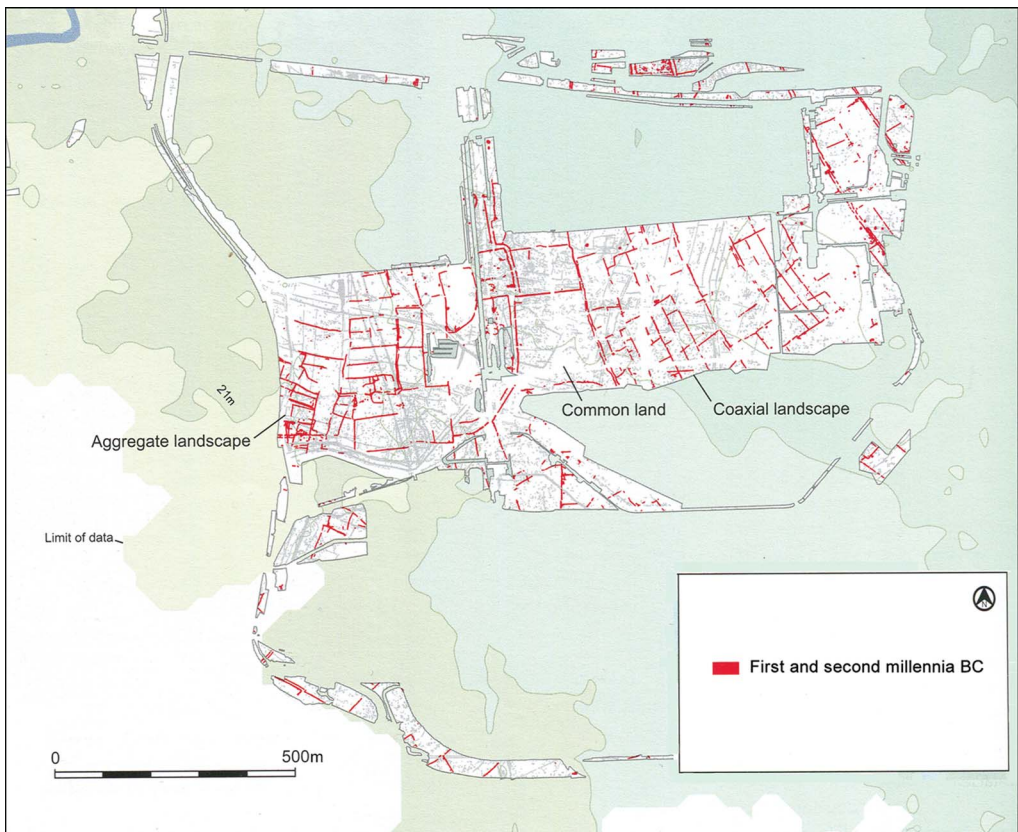 21m
Common land
Coaxial landscape
Aggregate landscape
Limit of data
N
First and second millennia BC
0
500m